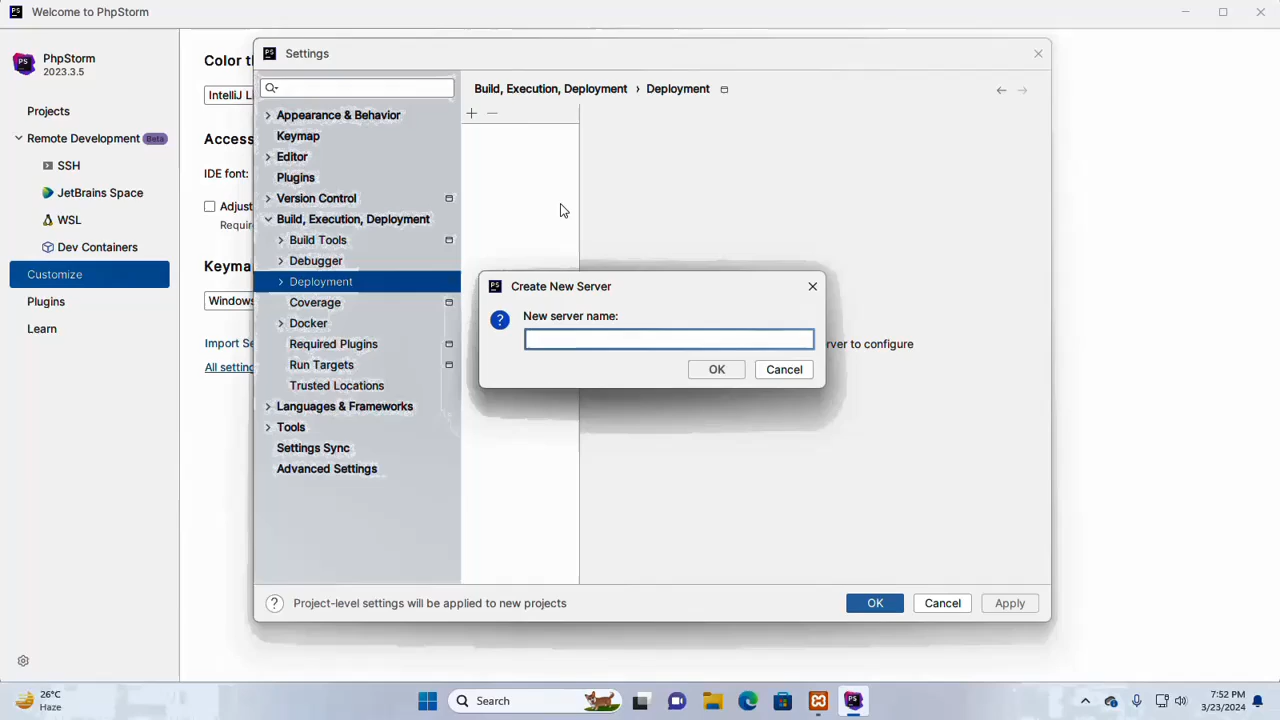 Welcome to PhpStorm
PhpStorm
2023.3.5
Projects
Remote Development Beta
SSH
JetBrains Space
WSL
Dev Containers
Customize
Plugins
Learn
Color t
IntelliJ L
Access
IDE font:
Adjust
Requir
Keyma
Windows
Import Se
All setting
Settings
Appearance & Behavior
Keymap
Editor
Plugins
Version Control
Build, Execution, Deployment
Build Tools
Debugger
Deployment
Coverage
Docker
Required Plugins
Run Targets
Trusted Locations
Languages & Frameworks
Tools
Settings Sync
Advanced Settings
Build, Execution, Deployment › Deployment
rver to configure
Create New Server
New server name:
OK Cancel
? Project-level settings will be applied to new projects
OK Cancel Apply
26°C
Haze
Search
7:52 PM
3/23/2024